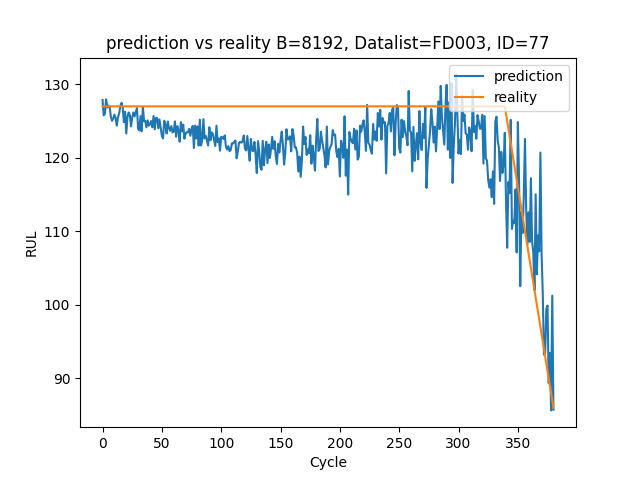 prediction vs reality B=8192, Datalist=FD003, ID=77
prediction
reality
RUL
130
120
110
100
90
0 50 100 150 200 250 300 350
Cycle